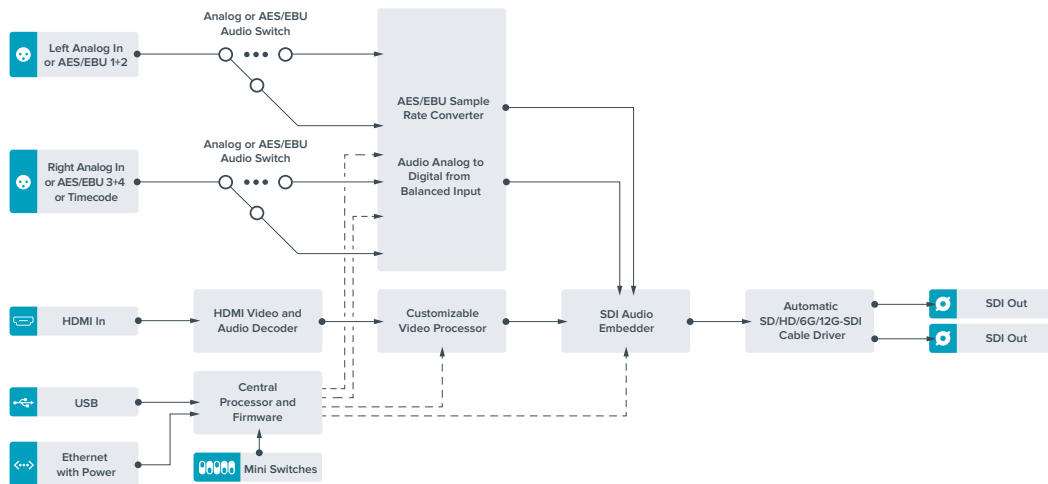 Analog or AES/EBU
Audio Switch
Left Analog In
or AES/EBU 1+2
AES/EBU Sample
Rate Converter
Analog or AES/EBU
Audio Switch
Right Analog In
or AES/EBU 3+4
or Timecode
Audio Analog to
Digital from
Balanced Input
HDMI In
HDMI Video and
Audio Decoder
Customizable
Video Processor
SDI Audio
Embedder
Automatic
SD/HD/6G/12G-SDI
Cable Driver
SDI Out
SDI Out
USB
Central
Processor and
Firmware
Ethernet
with Power
Mini Switches